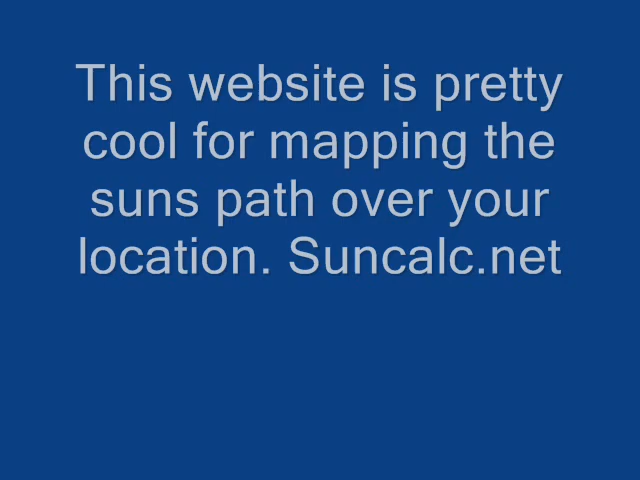 This website is pretty
cool for mapping the
suns path over your
location. Suncalc.net